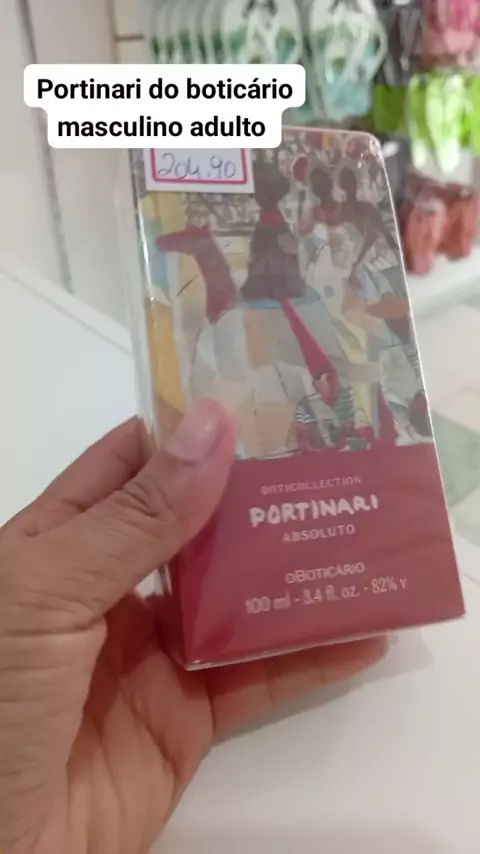 Portinari do boticário
masculino adulto
204,90
BOTICOLLECTION
PORTINARI
ABSOLUTO
oBOTICÁRIO
100 ml - 3.4 fl. oz. - 82% v